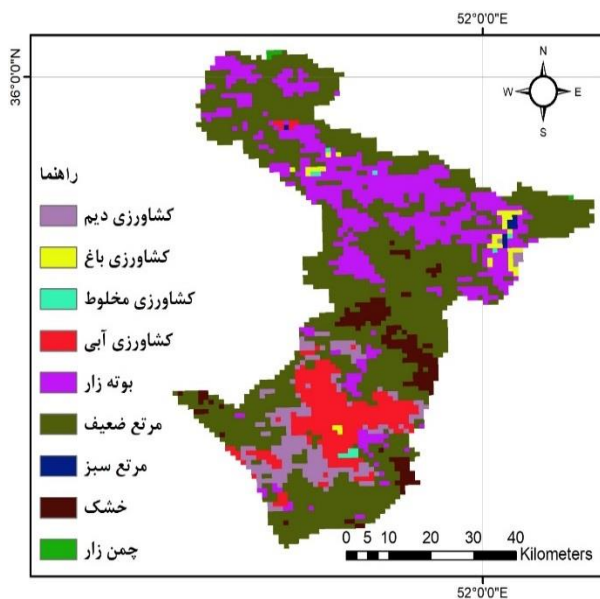 52°0'0"E
36°0'0"N
N
W E
S
راهنما
کشاورزی دیم
کشاورزی باغ
کشاورزی مخلوط
کشاورزی آبی
بوته زار
مرتع ضعیف
مرتع سبز
خشک
چمن زار
0 5 10 20 30 40
Kilometers
52°0'0"E